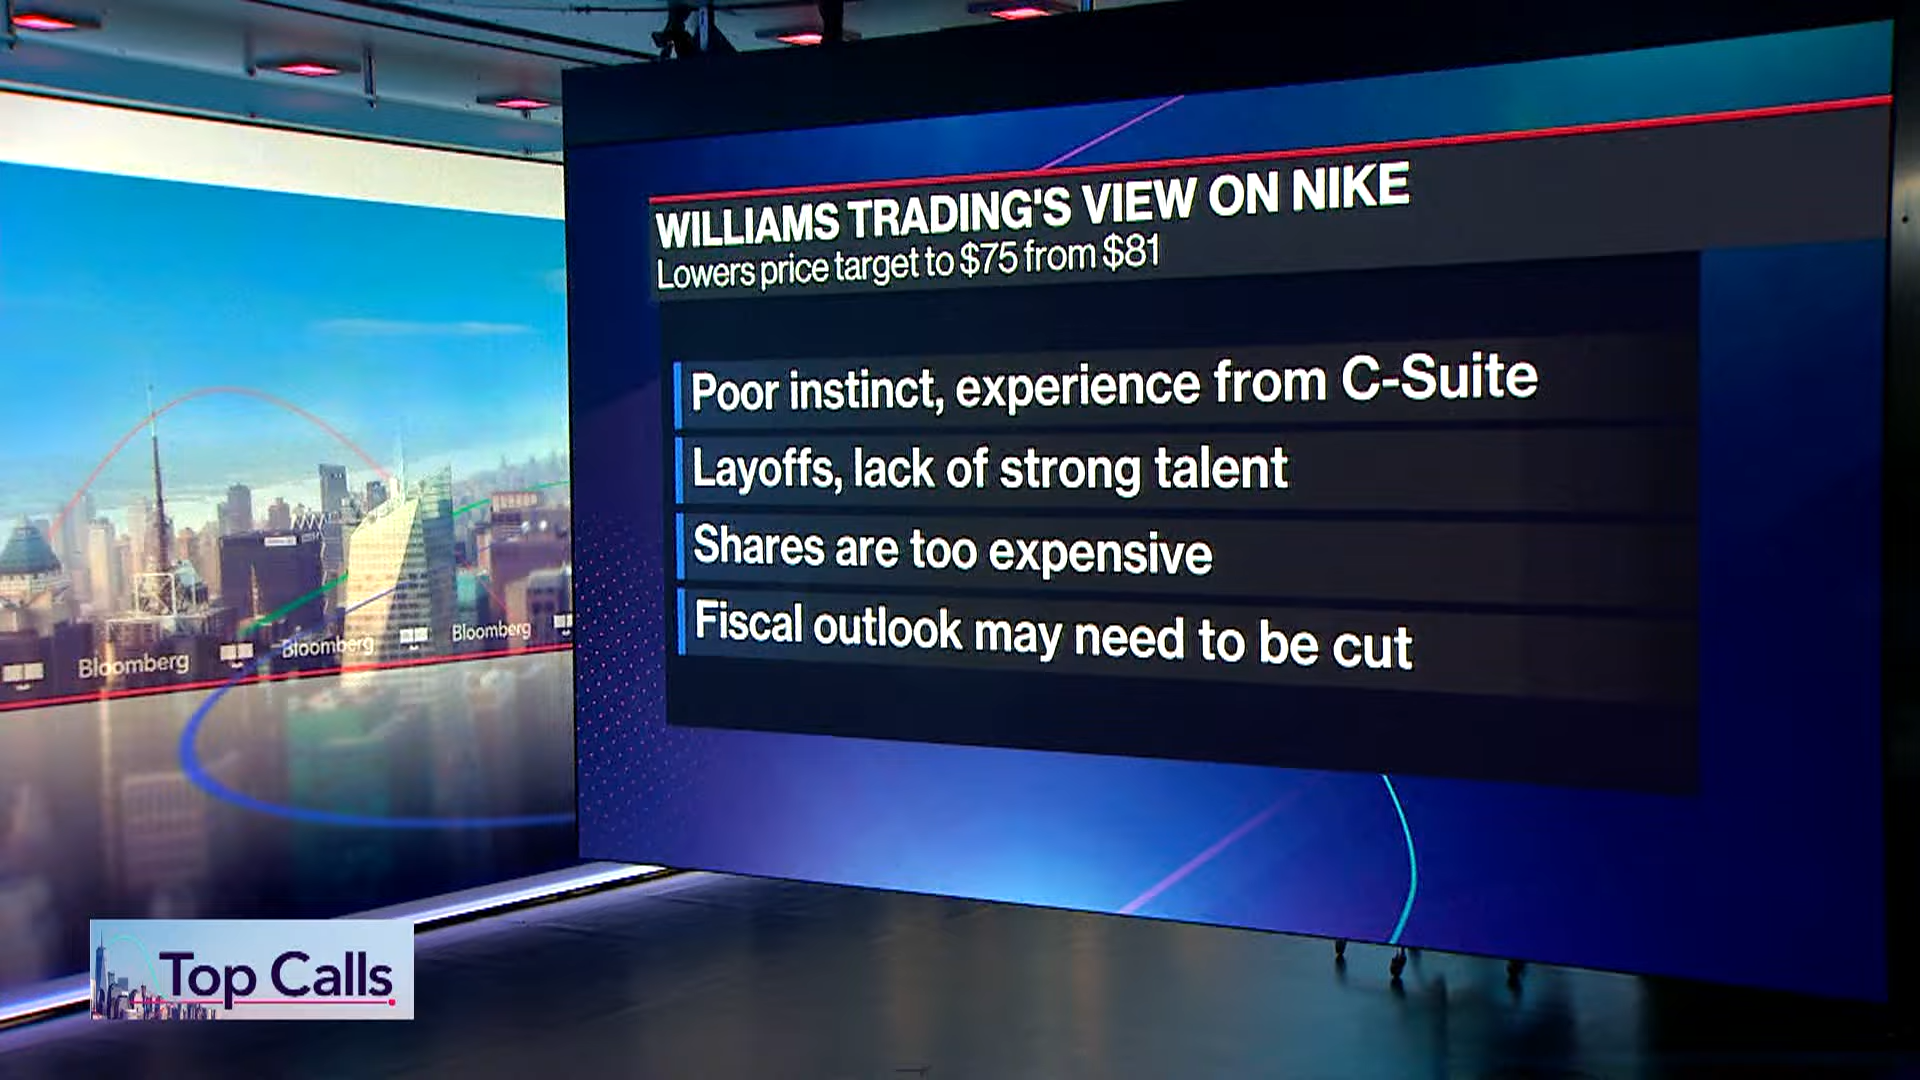 WILLIAMS TRADING'S VIEW ON NIKE
Lowers price target to $75 from $81
Poor instinct, experience from C-Suite
Layoffs, lack of strong talent
Shares are too expensive
Fiscal outlook may need to be cut
Bloomberg
Bloomberg
Bloomberg
Top Calls